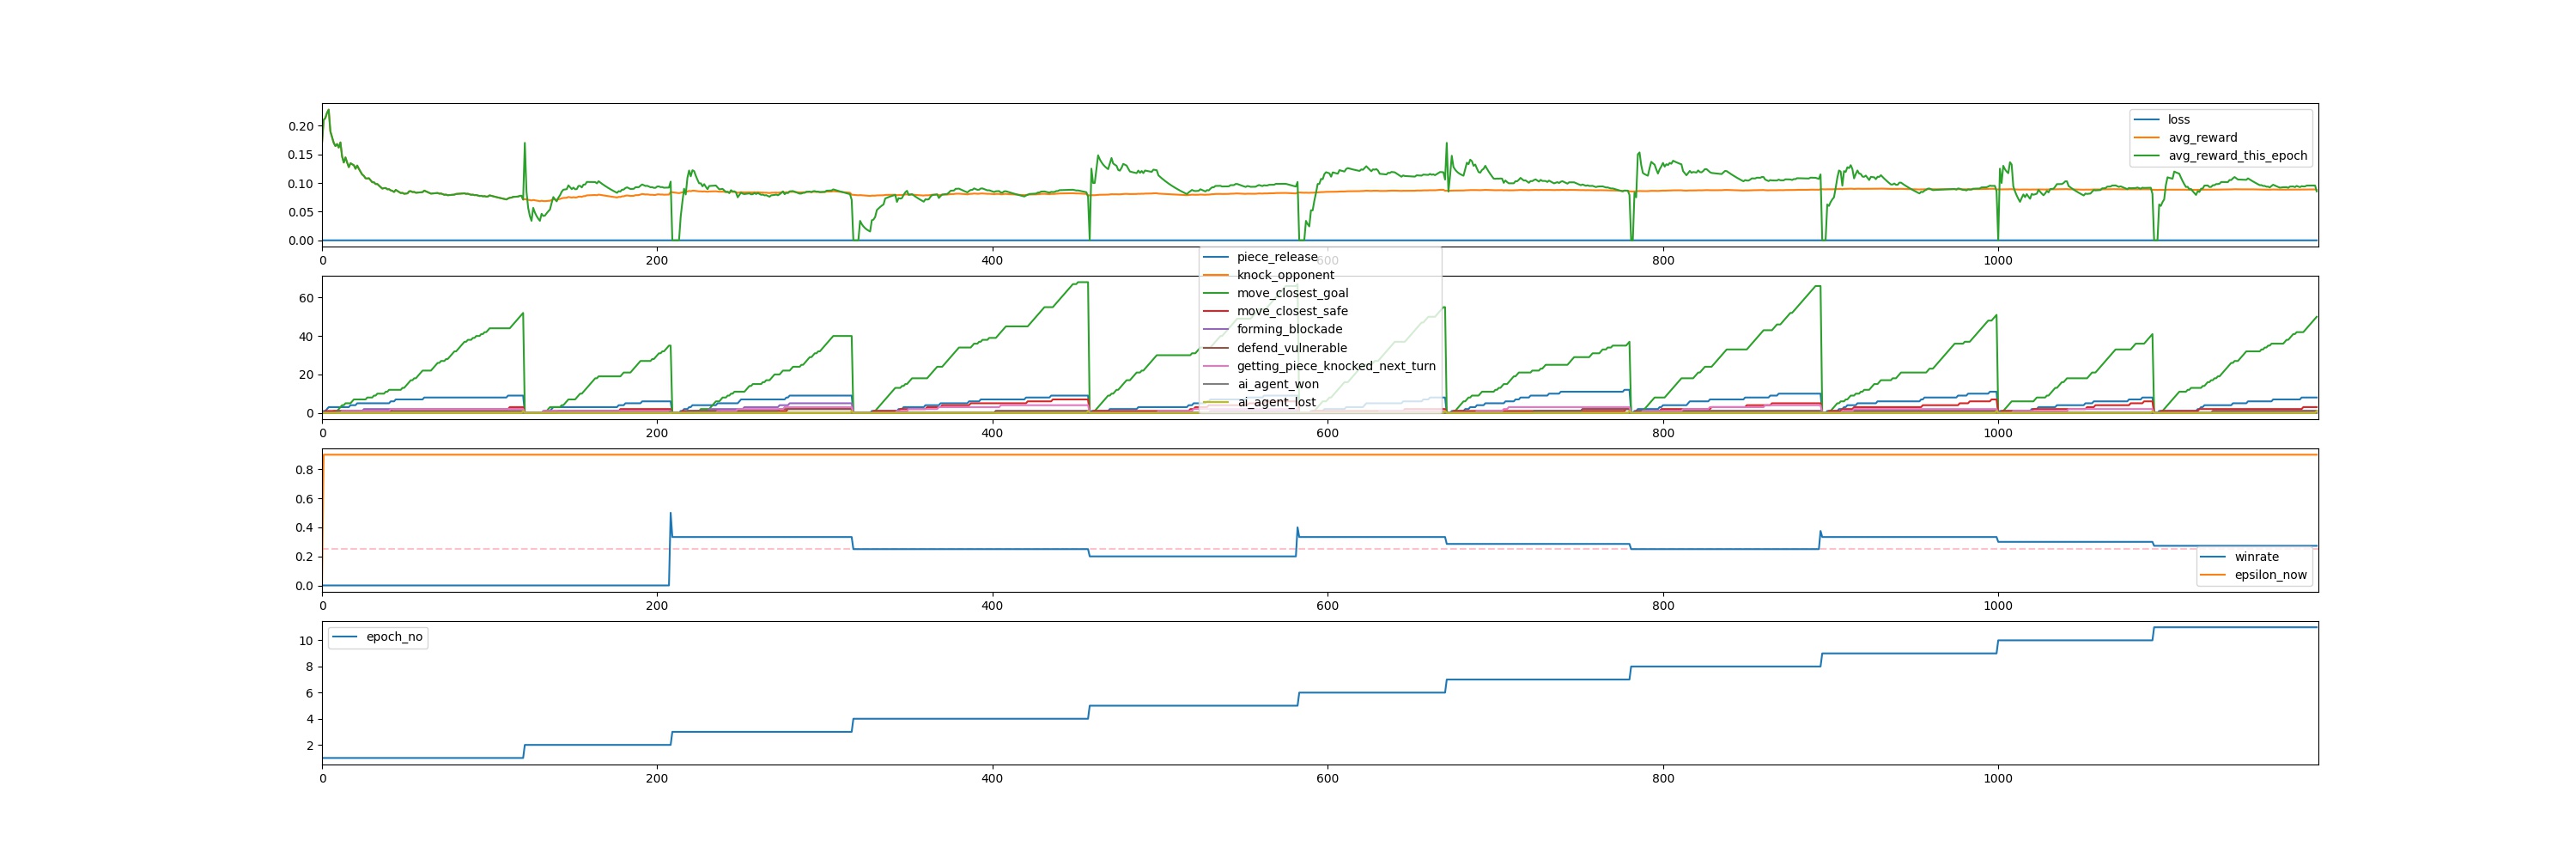 0.20
0.15
0.10
0.05
0.00
loss
avg_reward
avg_reward_this_epoch
0 200 400 600 800 1000
60
40
20
0
piece_release
knock_opponent
move_closest_goal
move_closest_safe
forming_blockade
defend_vulnerable
getting_piece_knocked_next_turn
ai_agent_won
ai_agent_lost
0 200 400 600 800 1000
0.8
0.6
0.4
0.2
0.0
winrate
epsilon_now
0 200 400 600 800 1000
epoch_no
10
8
6
4
2
0 200 400 600 800 1000